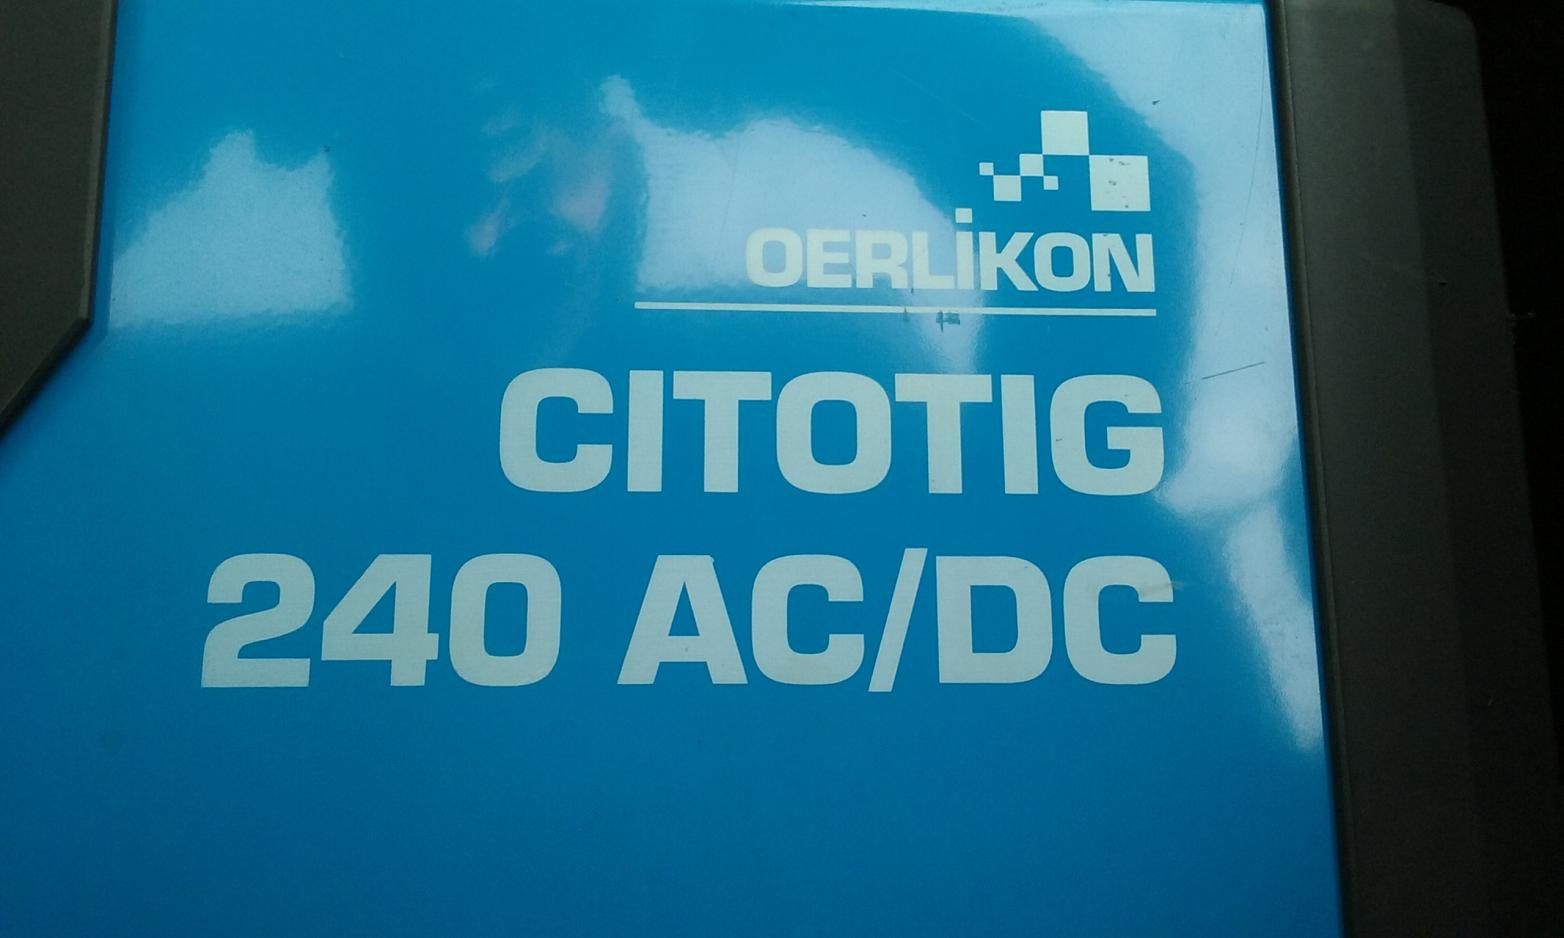 OERLiKON
CITOTIG
240 AC/DC